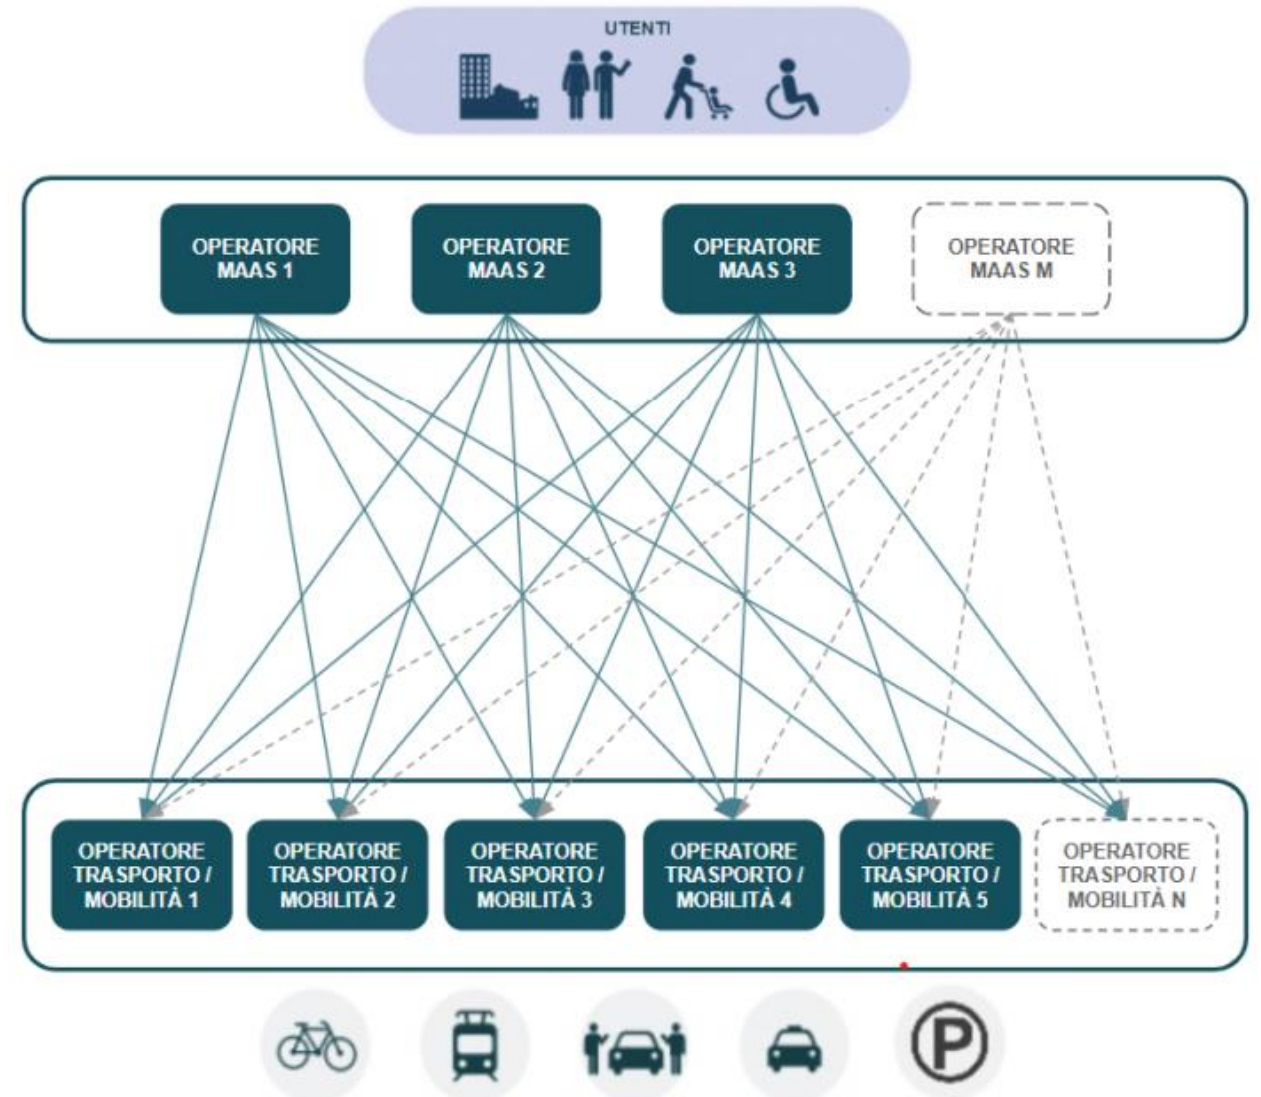 UTENTI
OPERATORE
MAAS 1
OPERATORE
MAAS 2
OPERATORE
MAAS 3
OPERATORE
MAAS M
OPERATORE
TRASPORTO /
MOBILITÀ 1
OPERATORE
TRASPORTO /
MOBILITÀ 2
OPERATORE
TRASPORTO /
MOBILITÀ 3
OPERATORE
TRASPORTO /
MOBILITÀ 4
OPERATORE
TRASPORTO /
MOBILITÀ 5
OPERATORE
TRASPORTO /
MOBILITÀ N
P